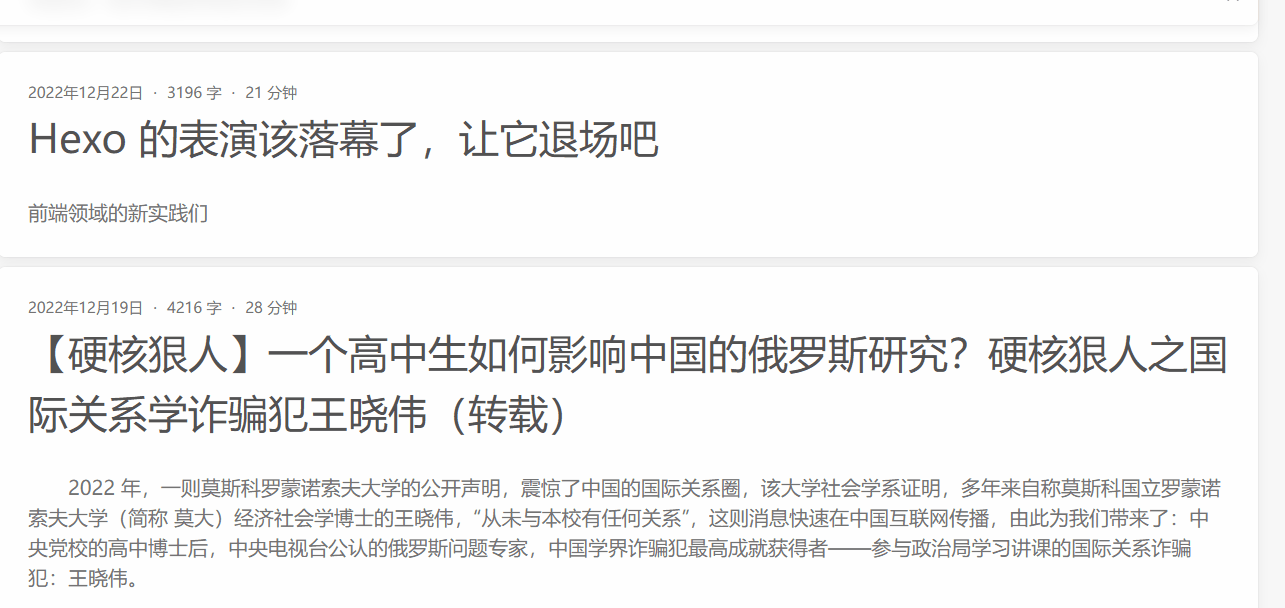 2022年12月22日 · 3196 字 · 21 分钟
Hexo 的表演该落幕了，让它退场吧
前端领域的新实践们
2022年12月19日 · 4216 字 · 28 分钟
【硬核狠人】一个高中生如何影响中国的俄罗斯研究？硬核狠人之国
际关系学诈骗犯王晓伟（转载）
2022 年，一则莫斯科罗蒙诺索夫大学的公开声明，震惊了中国的国际关系圈，该大学社会学系证明，多年来自称莫斯科国立罗蒙诺
索夫大学（简称 莫大）经济社会学博士的王晓伟，“从未与本校有任何关系”，这则消息快速在中国互联网传播，由此为我们带来了：中
央党校的高中博士后，中央电视台公认的俄罗斯问题专家，中国学界诈骗犯最高成就获得者——参与政治局学习讲课的国际关系诈骗
犯：王晓伟。